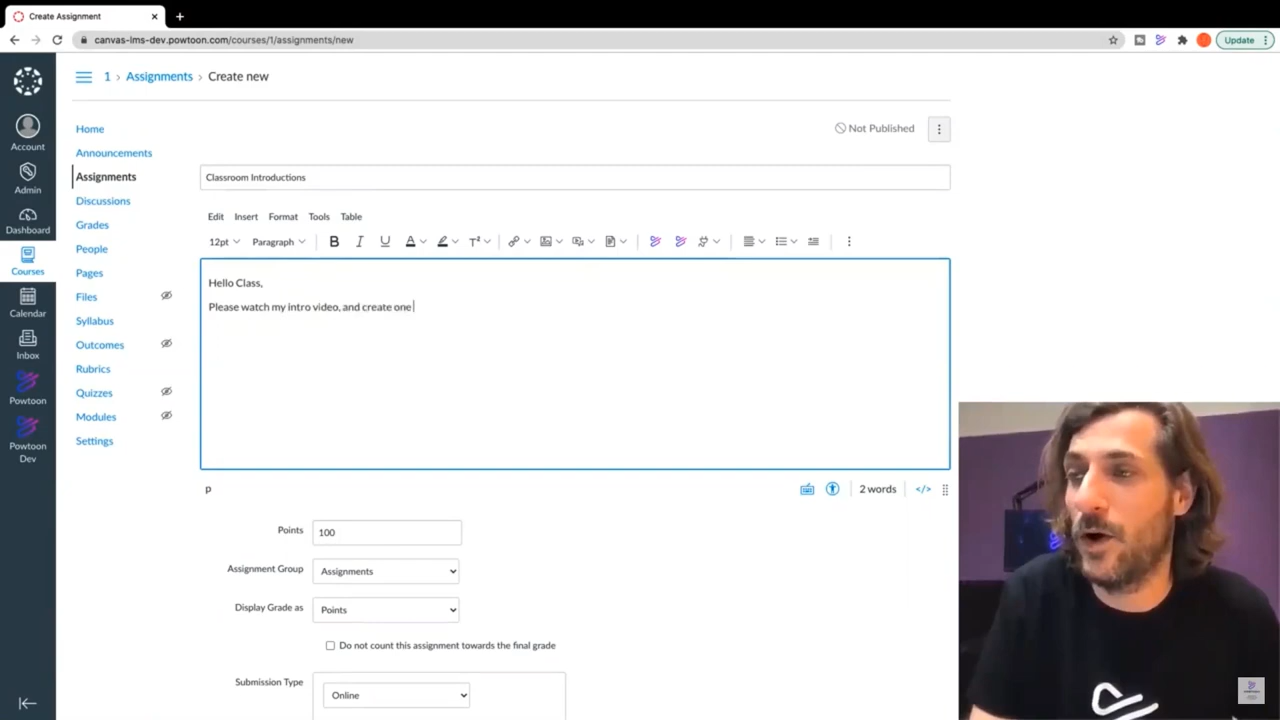 Create Assignment
canvas-lms-dev.powtoon.com/courses/1/assignments/new
Update
1 › Assignments › Create new
Account
Admin
Dashboard
Courses
Calendar
Inbox
Powtoon
Powtoon
Dev
Home
Announcements
Assignments
Discussions
Grades
People
Pages
Files
Syllabus
Outcomes
Rubrics
Quizzes
Modules
Settings
Not Published
Classroom Introductions
Edit Insert Format Tools Table
12pt Paragraph B I U A T²
Hello Class,
Please watch my intro video, and create one
p 2 words </>
Points 100
Assignment Group Assignments
Display Grade as Points
Do not count this assignment towards the final grade
Submission Type Online